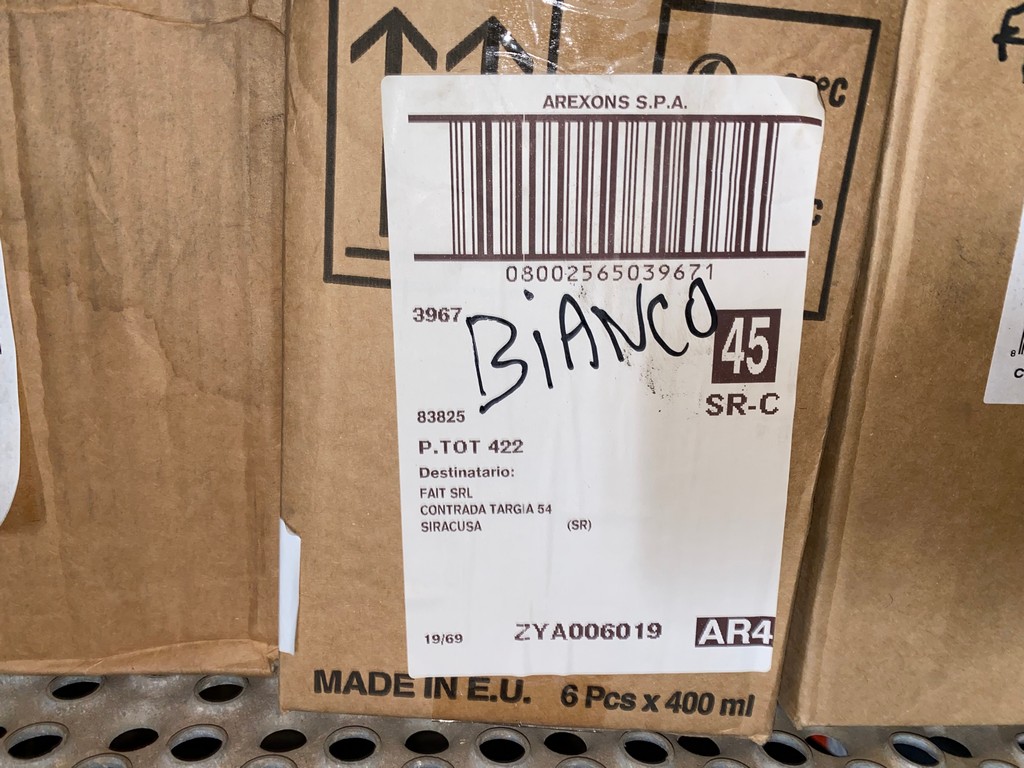 AREXONS S.P.A.
08002565039671
3967
BiANCO
45
SR-C
83825
P.TOT 422
Destinatario:
FAIT SRL
CONTRADA TARGIA 54
SIRACUSA (SR)
19/69
ZYA006019
AR4
MADE IN E.U. 6 Pcs x 400 ml